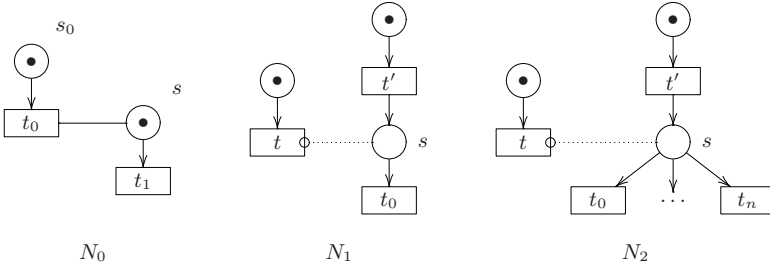 s₀
s
t₀
t₁
N₀
t′
t
s
t₀
N₁
t′
t
s
t₀ ··· tₙ
N₂